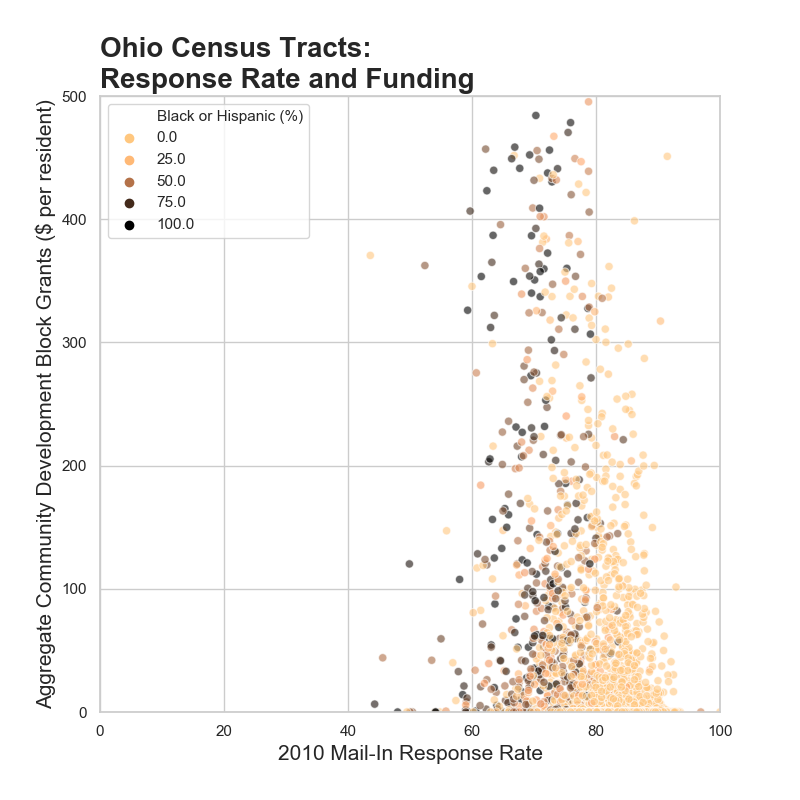 Ohio Census Tracts:
Response Rate and Funding
Aggregate Community Development Block Grants ($ per resident)
500
400
300
200
100
0
Black or Hispanic (%)
0.0
25.0
50.0
75.0
100.0
0 20 40 60 80 100
2010 Mail-In Response Rate